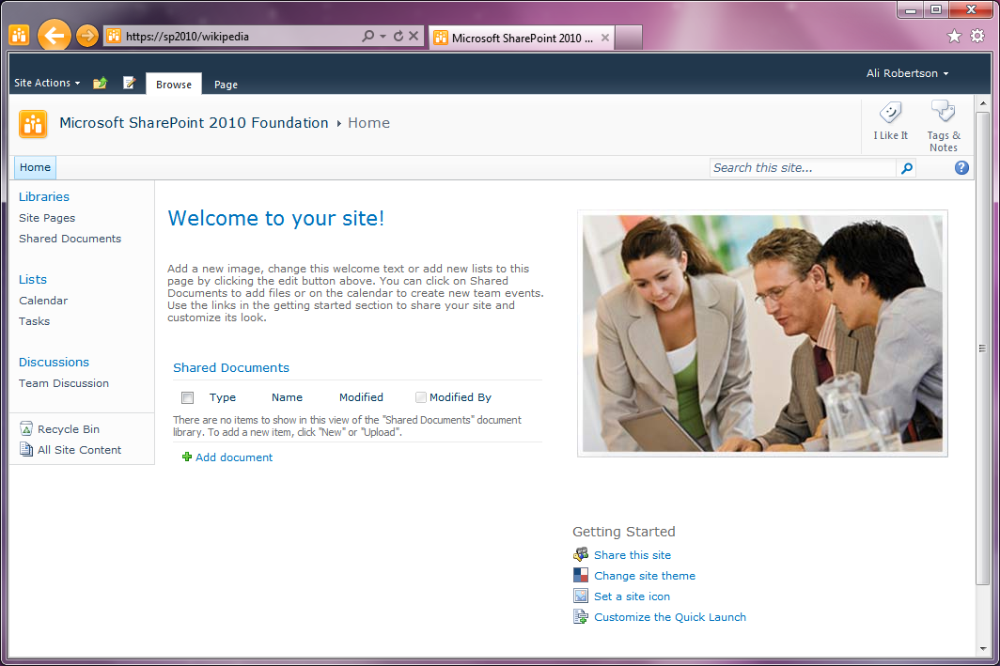 https://sp2010/wikipedia
Microsoft SharePoint 2010 ...
Site Actions
Browse
Page
Ali Robertson
Microsoft SharePoint 2010 Foundation
Home
I Like It
Tags &
Notes
Home
Search this site...
Libraries
Site Pages
Shared Documents
Lists
Calendar
Tasks
Discussions
Team Discussion
Recycle Bin
All Site Content
Welcome to your site!
Add a new image, change this welcome text or add new lists to this
page by clicking the edit button above. You can click on Shared
Documents to add files or on the calendar to create new team events.
Use the links in the getting started section to share your site and
customize its look.
Shared Documents
Type Name Modified Modified By
There are no items to show in this view of the "Shared Documents" document
library. To add a new item, click "New" or "Upload".
Add document
Getting Started
Share this site
Change site theme
Set a site icon
Customize the Quick Launch